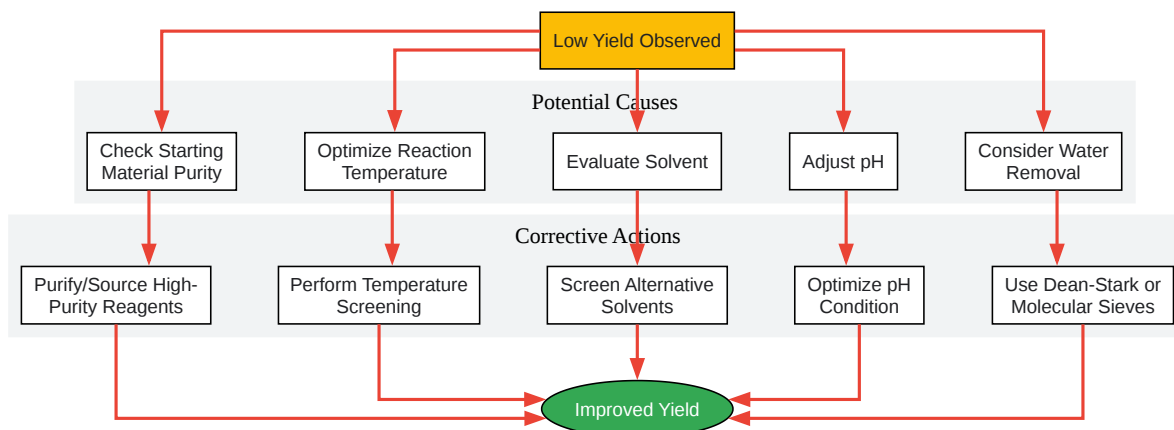 Low Yield Observed
Potential Causes
Check Starting
Material Purity
Optimize Reaction
Temperature
Evaluate Solvent
Adjust pH
Consider Water
Removal
Corrective Actions
Purify/Source High-
Purity Reagents
Perform Temperature
Screening
Screen Alternative
Solvents
Optimize pH
Condition
Use Dean-Stark or
Molecular Sieves
Improved Yield